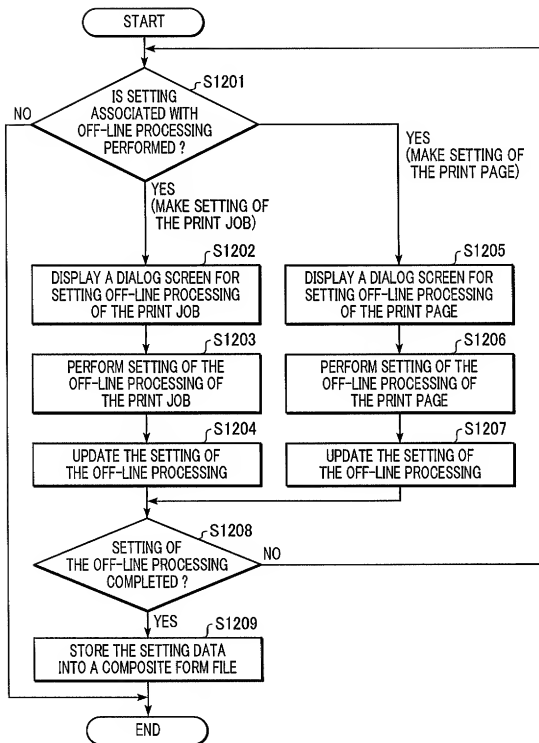 START
S1201
IS SETTING
ASSOCIATED WITH
OFF-LINE PROCESSING
PERFORMED ?
NO
YES
(MAKE SETTING OF
THE PRINT JOB)
YES
(MAKE SETTING OF
THE PRINT PAGE)
S1202
DISPLAY A DIALOG SCREEN FOR
SETTING OFF-LINE PROCESSING
OF THE PRINT JOB
S1203
PERFORM SETTING OF THE
OFF-LINE PROCESSING OF
THE PRINT JOB
S1204
UPDATE THE SETTING OF
THE OFF-LINE PROCESSING
S1205
DISPLAY A DIALOG SCREEN FOR
SETTING OFF-LINE PROCESSING
OF THE PRINT PAGE
S1206
PERFORM SETTING OF THE
OFF-LINE PROCESSING OF
THE PRINT PAGE
S1207
UPDATE THE SETTING OF
THE OFF-LINE PROCESSING
S1208
SETTING OF
THE OFF-LINE PROCESSING
COMPLETED ?
NO
YES
S1209
STORE THE SETTING DATA
INTO A COMPOSITE FORM FILE
END